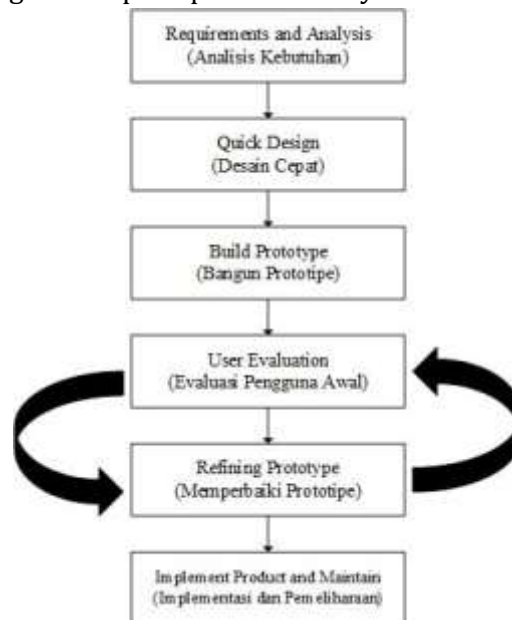 Requirements and Analysis
(Analisis Kebutuhan)
Quick Design
(Desain Cepat)
Build Prototype
(Bangun Prototipe)
User Evaluation
(Evaluasi Pengguna Awal)
Refining Prototype
(Memperbaiki Prototipe)
Implement Product and Maintain
(Implementasi dan Pemeliharaan)